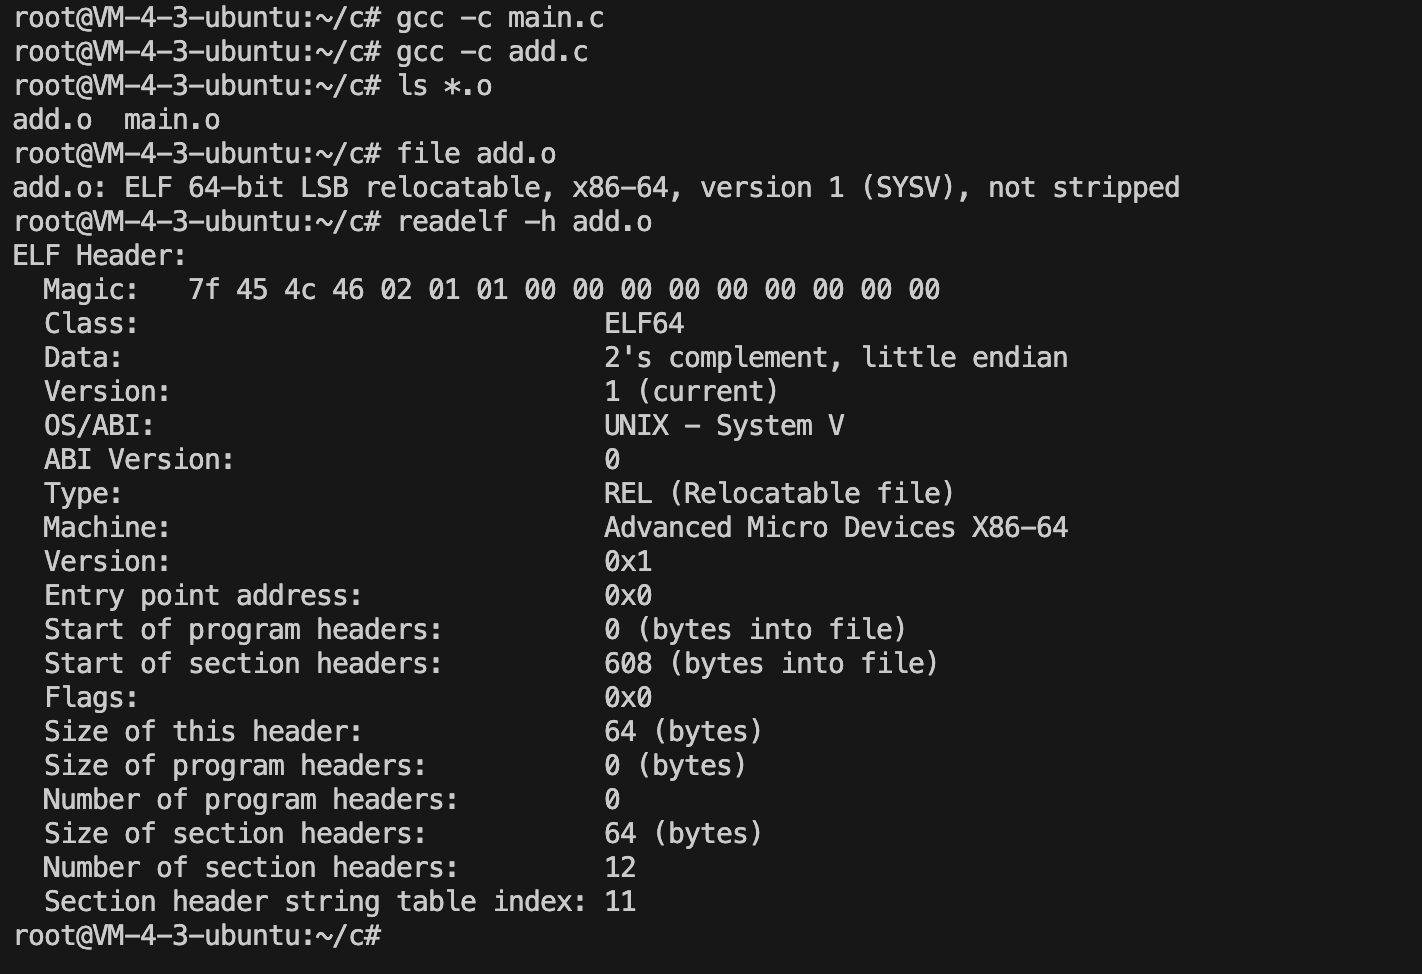 root@VM-4-3-ubuntu:~/c# gcc -c main.c
root@VM-4-3-ubuntu:~/c# gcc -c add.c
root@VM-4-3-ubuntu:~/c# ls *.o
add.o  main.o
root@VM-4-3-ubuntu:~/c# file add.o
add.o: ELF 64-bit LSB relocatable, x86-64, version 1 (SYSV), not stripped
root@VM-4-3-ubuntu:~/c# readelf -h add.o
ELF Header:
  Magic:   7f 45 4c 46 02 01 01 00 00 00 00 00 00 00 00 00
  Class:                             ELF64
  Data:                              2's complement, little endian
  Version:                           1 (current)
  OS/ABI:                            UNIX - System V
  ABI Version:                       0
  Type:                              REL (Relocatable file)
  Machine:                           Advanced Micro Devices X86-64
  Version:                           0x1
  Entry point address:               0x0
  Start of program headers:          0 (bytes into file)
  Start of section headers:          608 (bytes into file)
  Flags:                             0x0
  Size of this header:               64 (bytes)
  Size of program headers:           0 (bytes)
  Number of program headers:         0
  Size of section headers:           64 (bytes)
  Number of section headers:         12
  Section header string table index: 11
root@VM-4-3-ubuntu:~/c#